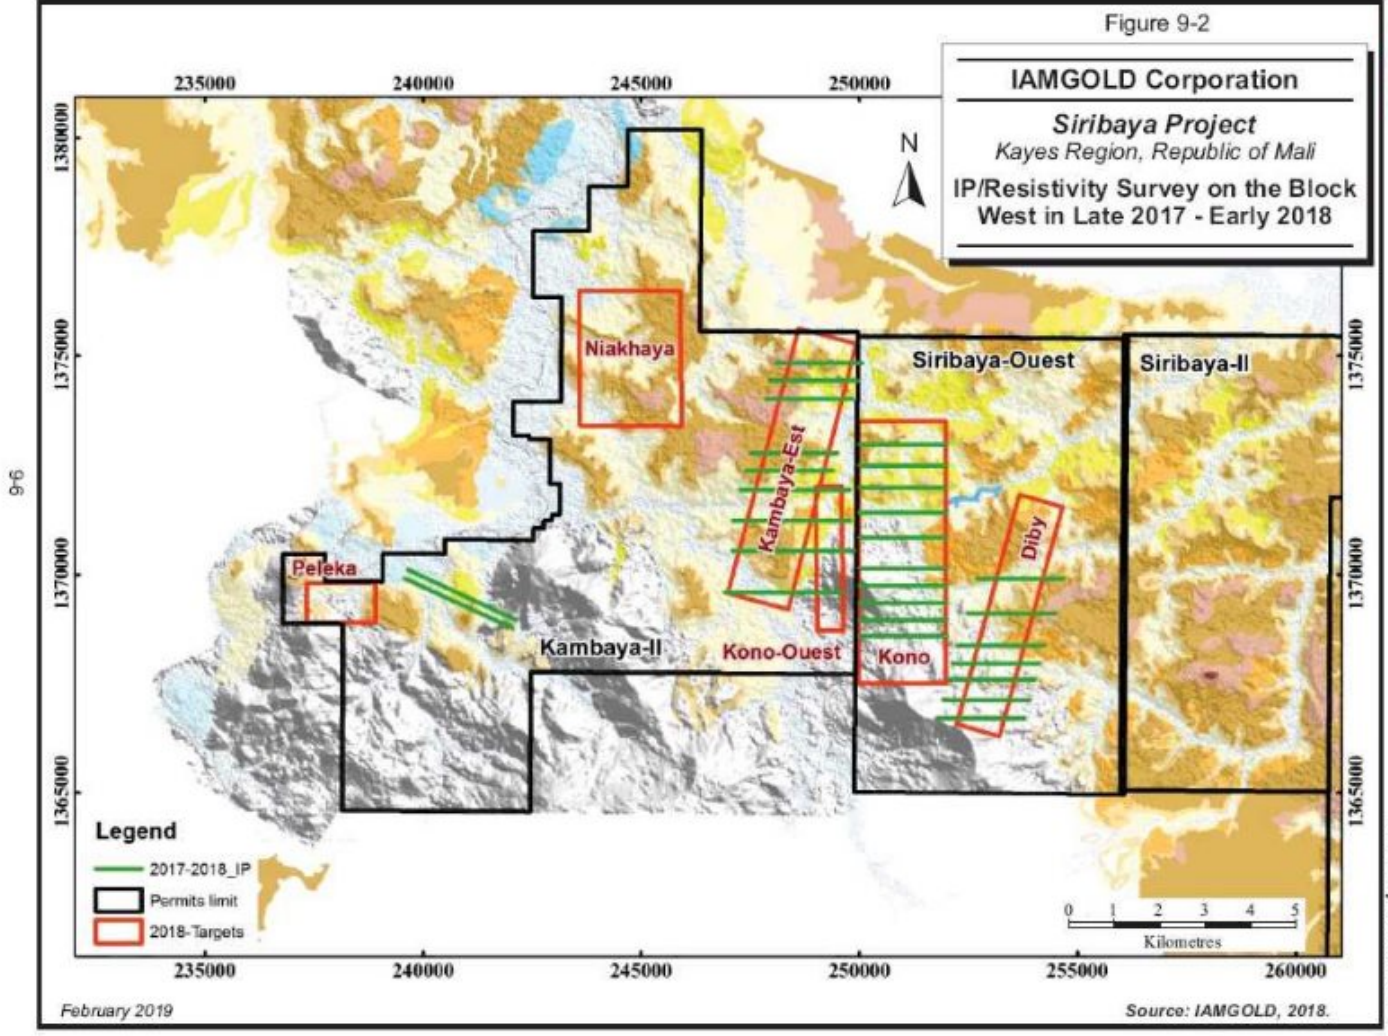 Figure 9-2
IAMGOLD Corporation
Siribaya Project
Kayes Region, Republic of Mali
IP/Resistivity Survey on the Block
West in Late 2017 - Early 2018
N
235000 240000 245000 250000
1380000
1375000
1370000
1365000
1375000
1370000
1365000
9-6
Niakhaya
Siribaya-Ouest
Siribaya-II
Kambaya-Est
Diby
Peleka
Kambaya-II
Kono-Ouest
Kono
Legend
2017-2018_IP
Permits limit
2018-Targets
0 1 2 3 4 5
Kilometres
235000 240000 245000 250000 255000 260000
February 2019
Source: IAMGOLD, 2018.